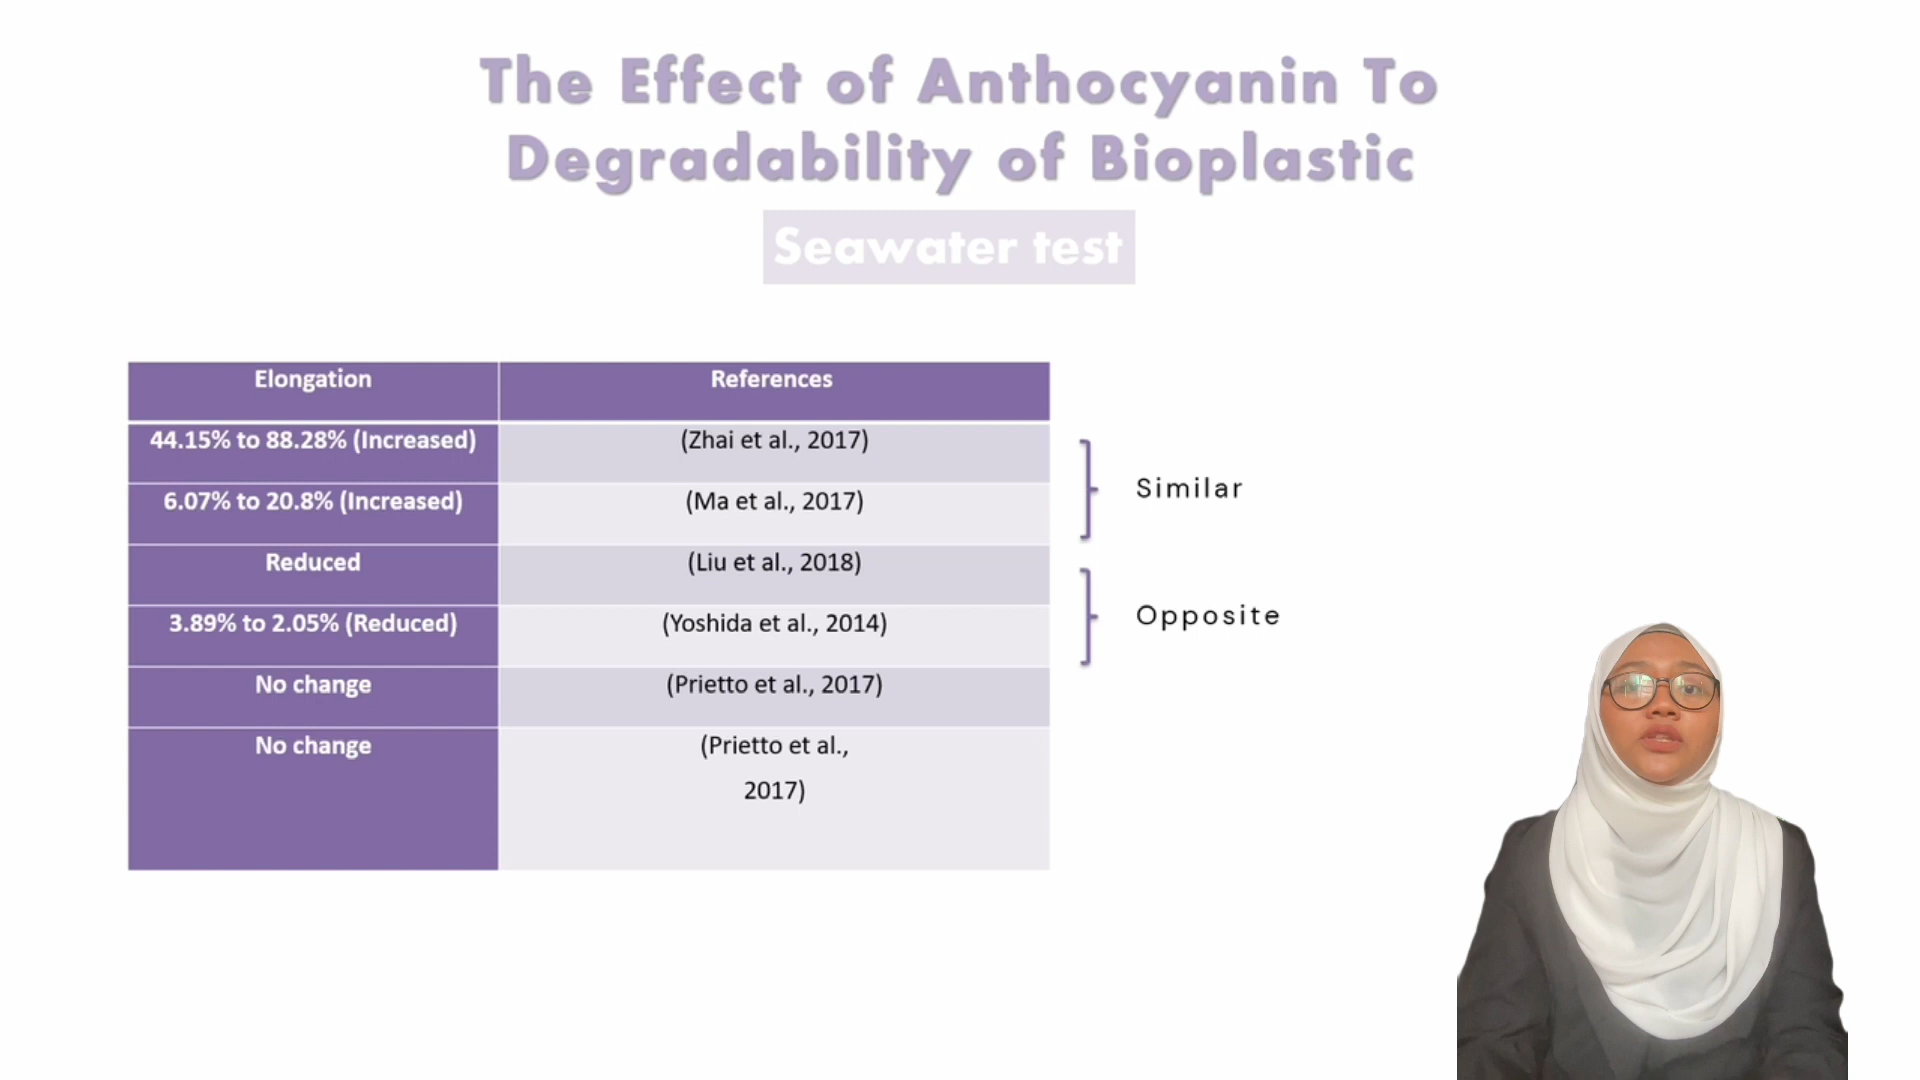 The Effect of Anthocyanin To
Degradability of Bioplastic
Seawater test
Elongation References
44.15% to 88.28% (Increased) (Zhai et al., 2017)
6.07% to 20.8% (Increased) (Ma et al., 2017)
Similar
Reduced (Liu et al., 2018)
3.89% to 2.05% (Reduced) (Yoshida et al., 2014)
Opposite
No change (Prietto et al., 2017)
No change (Prietto et al.,
2017)